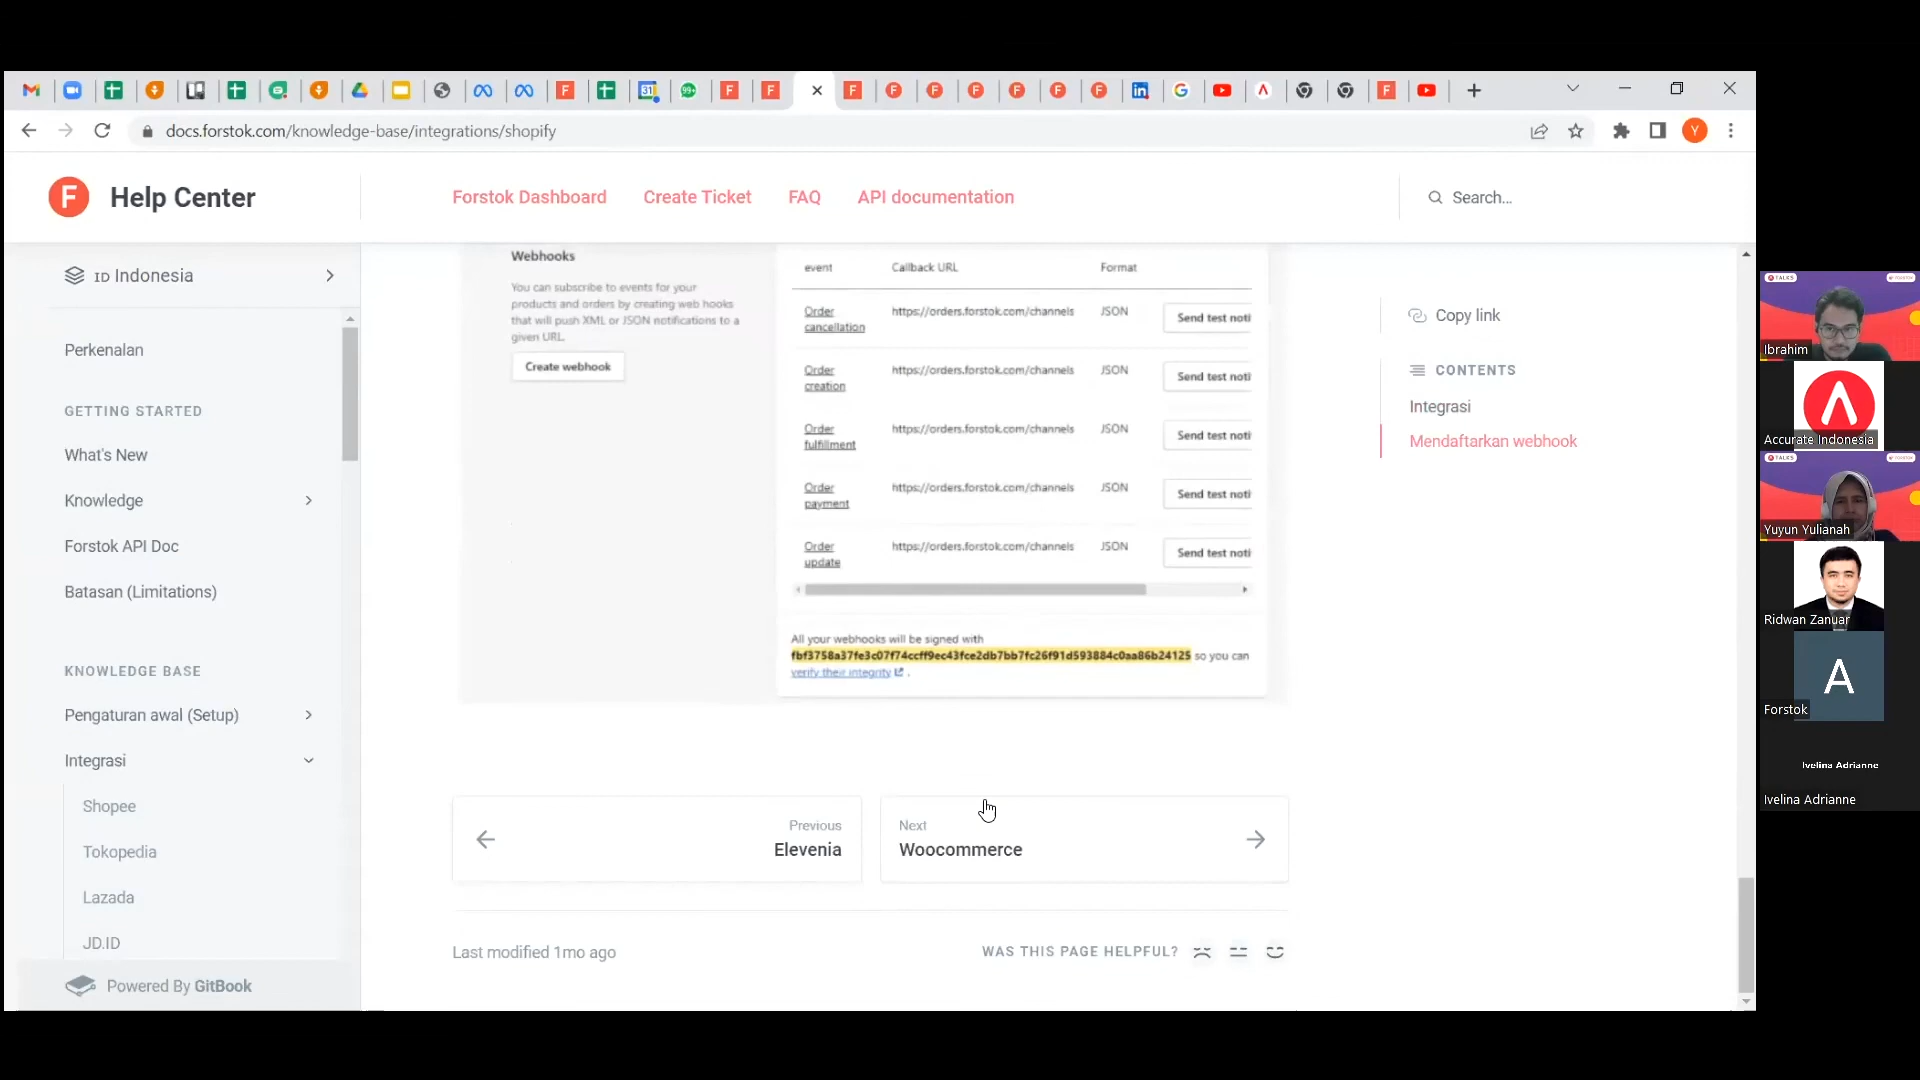 docs.forstok.com/knowledge-base/integrations/shopify
Y
F Help Center
Forstok Dashboard
Create Ticket
FAQ
API documentation
Search...
ID Indonesia
Perkenalan
GETTING STARTED
What's New
Knowledge
Forstok API Doc
Batasan (Limitations)
KNOWLEDGE BASE
Pengaturan awal (Setup)
Integrasi
Shopee
Tokopedia
Lazada
JD.ID
Powered By GitBook
Webhooks
You can subscribe to events for your
products and orders by creating web hooks
that will push XML or JSON notifications to a
given URL.
Create webhook
event Callback URL Format
Order cancellation https://orders.forstok.com/channels JSON Send test noti
Order creation https://orders.forstok.com/channels JSON Send test noti
Order fulfillment https://orders.forstok.com/channels JSON Send test noti
Order payment https://orders.forstok.com/channels JSON Send test noti
Order update https://orders.forstok.com/channels JSON Send test noti
All your webhooks will be signed with
fbf3758a37fe3c07f74ccff9ec43fce2db7bb7fc26f91d593884c0aa86b24125 so you can
verify their integrity .
Previous
Elevenia
Next
Woocommerce
Last modified 1mo ago
WAS THIS PAGE HELPFUL?
Copy link
CONTENTS
Integrasi
Mendaftarkan webhook
Ibrahim
Accurate Indonesia
Yuyun Yulianah
Ridwan Zanuar
A
Forstok
Ivelina Adrianne
Ivelina Adrianne